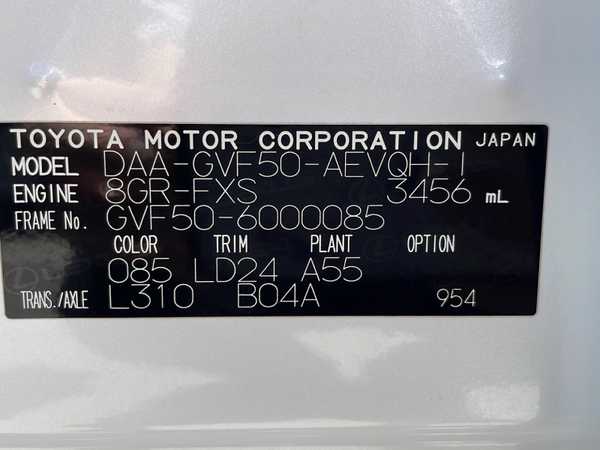 TOYOTA MOTOR CORPORATION JAPAN
MODEL DAA-GVF50-AEVQH-1
ENGINE 8GR-FXS 3456 mL
FRAME No. GVF50-6000085
COLOR TRIM PLANT OPTION
085 LD24 A55
TRANS./AXLE L310 B04A 954